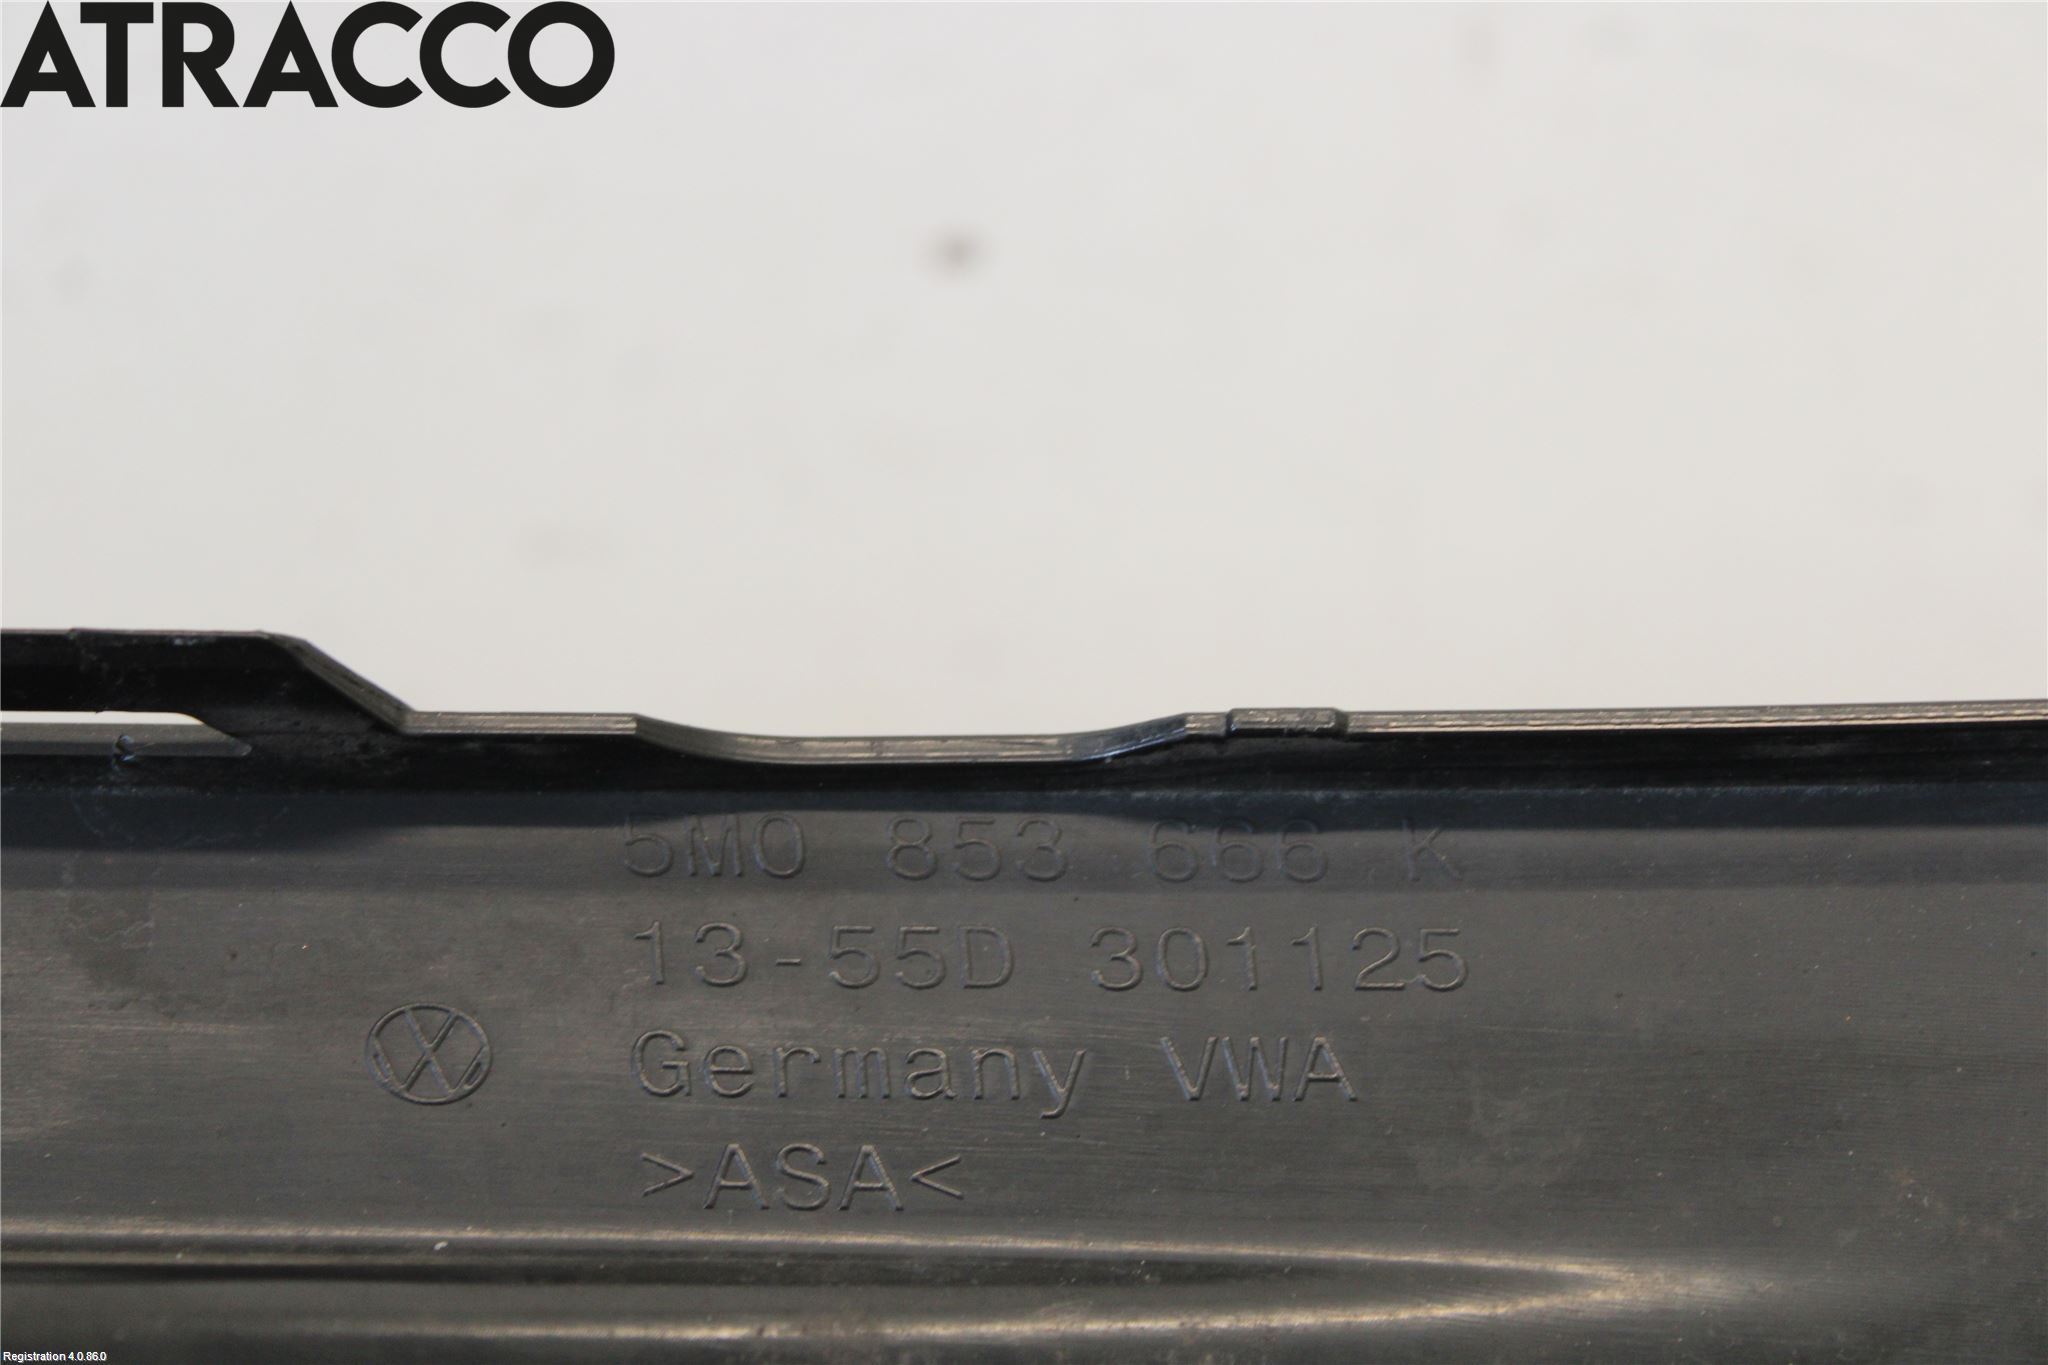 ATRACCO
5M0 853 666 K
13-55D 301125
Germany VWA
>ASA<
Registration 4.0.86.0